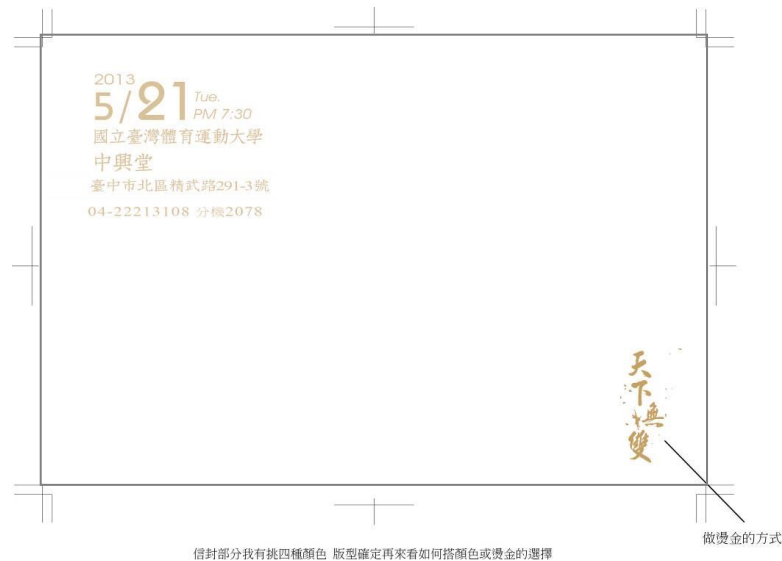 2013
5/21 Tue.
PM 7:30
國立臺灣體育運動大學
中興堂
臺中市北區精武路291-3號
04-22213108 分機2078
天下無雙
做燙金的方式
信封部分我有挑四種顏色 版型確定再來看如何搭顏色或燙金的選擇